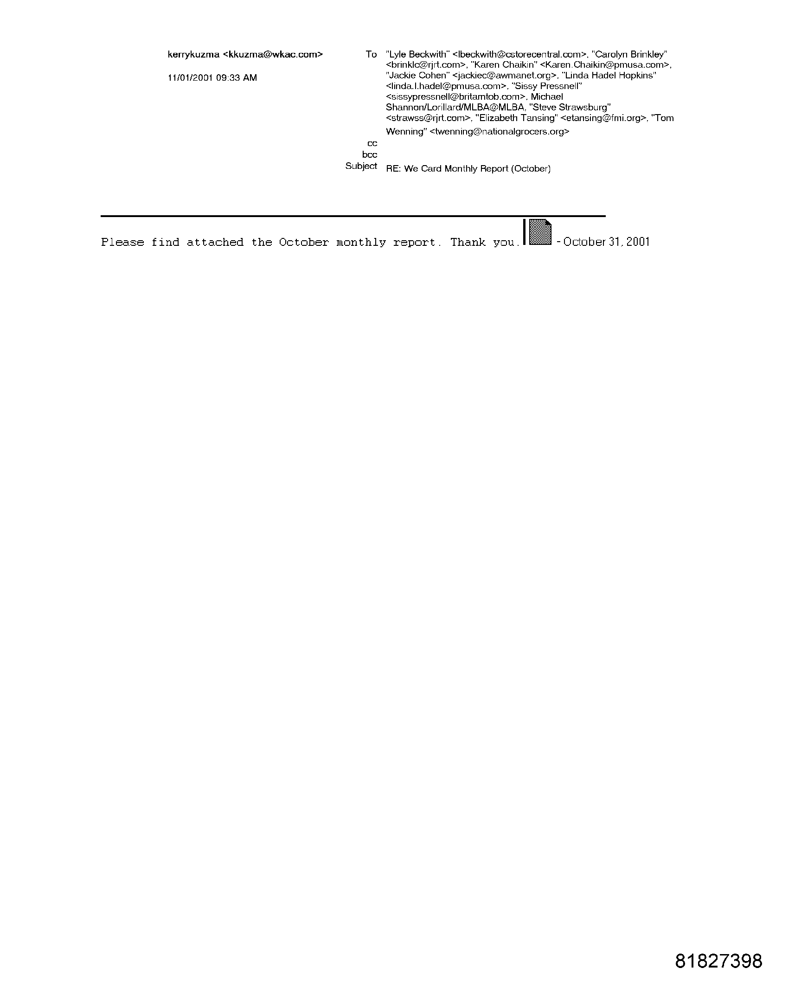 kerrykuzma <kkuzma@wkac.com>
11/01/2001 09:33 AM
To "Lyle Beckwith" <lbeckwith@cstorecentral.com>, "Carolyn Brinkley"
<brinklc@rjrt.com>, "Karen Chaikin" <Karen.Chaikin@pmusa.com>,
"Jackie Cohen" <jackiec@awmanet.org>, "Linda Hadel Hopkins"
<linda.l.hadel@pmusa.com>, "Sissy Pressnell"
<sissypressnell@britamtob.com>, Michael
Shannon/Lorillard/MLBA@MLBA, "Steve Strawsburg"
<strawss@rjrt.com>, "Elizabeth Tansing" <etansing@fmi.org>, "Tom
Wenning" <twenning@nationalgrocers.org>
cc
bcc
Subject RE: We Card Monthly Report (October)
Please find attached the October monthly report. Thank you. - October 31, 2001
81827398